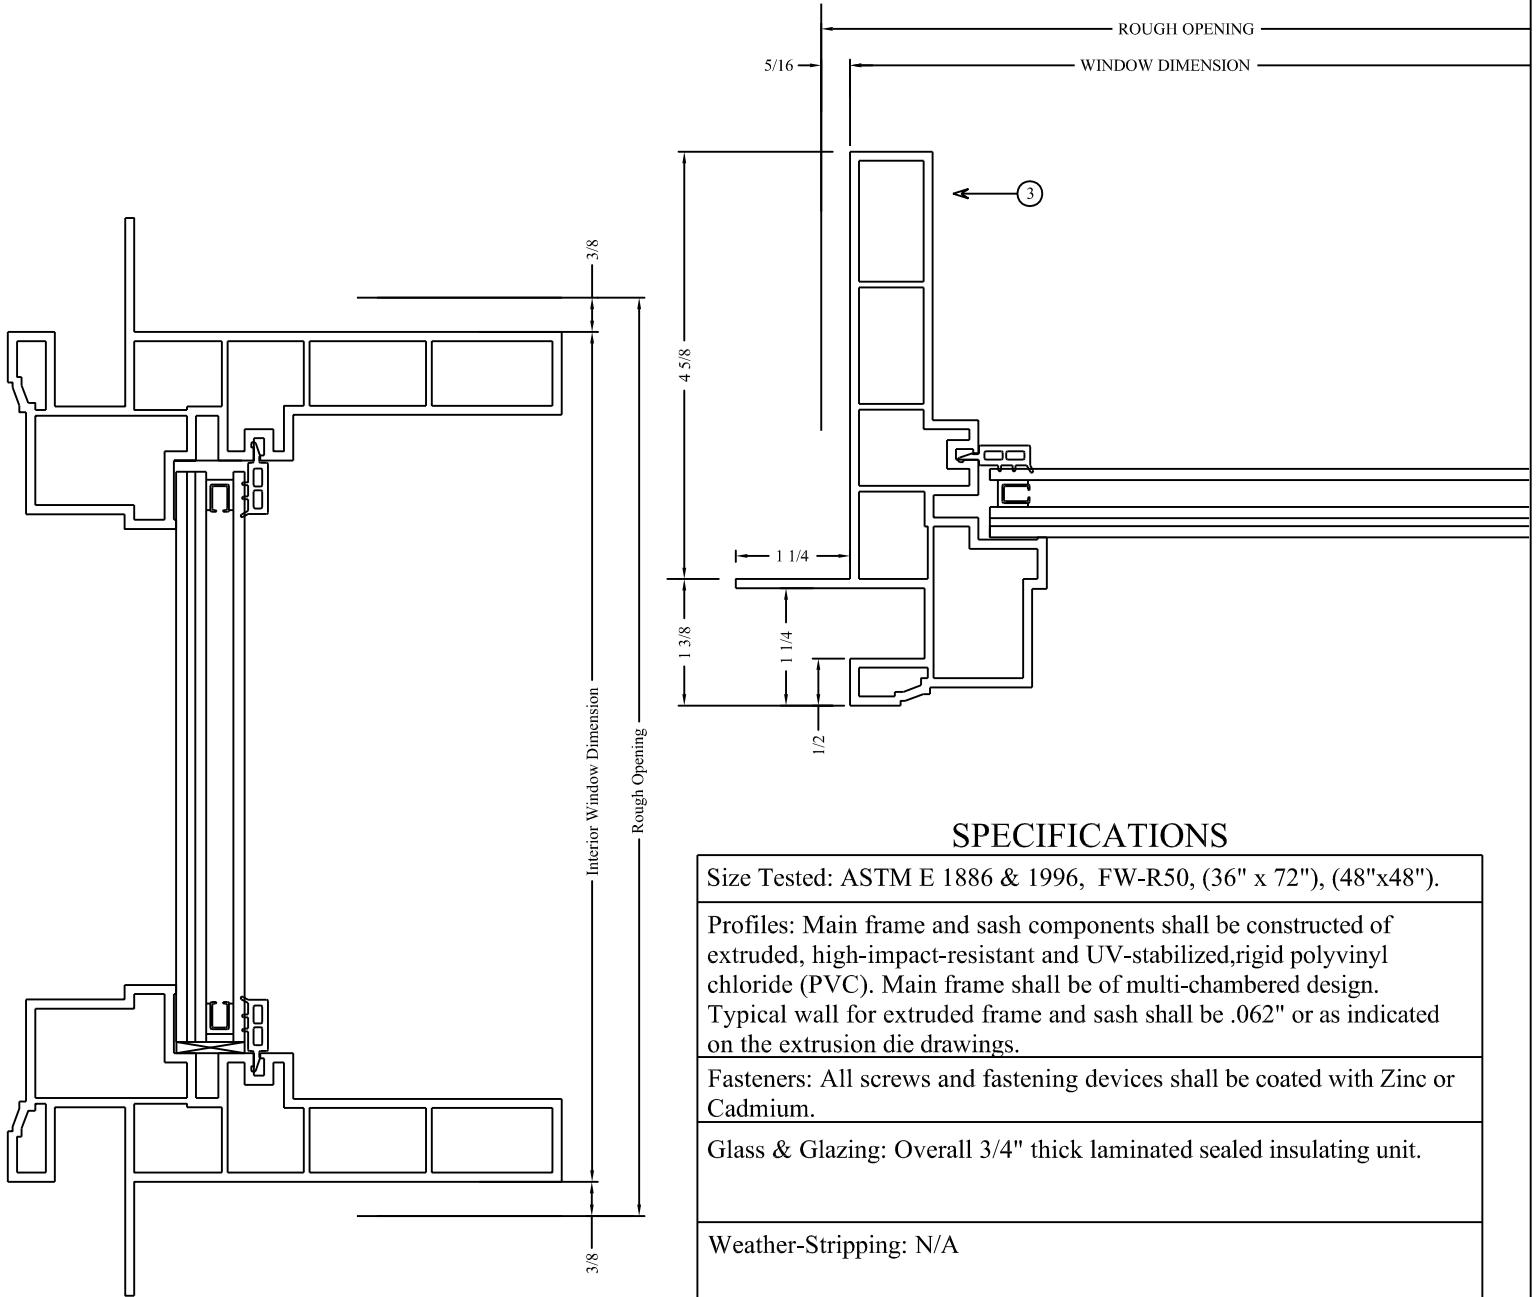 ROUGH OPENING
5/16
WINDOW DIMENSION
3
3/8
4 5/8
1 1/4
1 3/8
1 1/4
1/2
Interior Window Dimension
Rough Opening
3/8
SPECIFICATIONS
Size Tested: ASTM E 1886 & 1996, FW-R50, (36" x 72"), (48"x48").
Profiles: Main frame and sash components shall be constructed of
extruded, high-impact-resistant and UV-stabilized,rigid polyvinyl
chloride (PVC). Main frame shall be of multi-chambered design.
Typical wall for extruded frame and sash shall be .062" or as indicated
on the extrusion die drawings.
Fasteners: All screws and fastening devices shall be coated with Zinc or
Cadmium.
Glass & Glazing: Overall 3/4" thick laminated sealed insulating unit.
Weather-Stripping: N/A